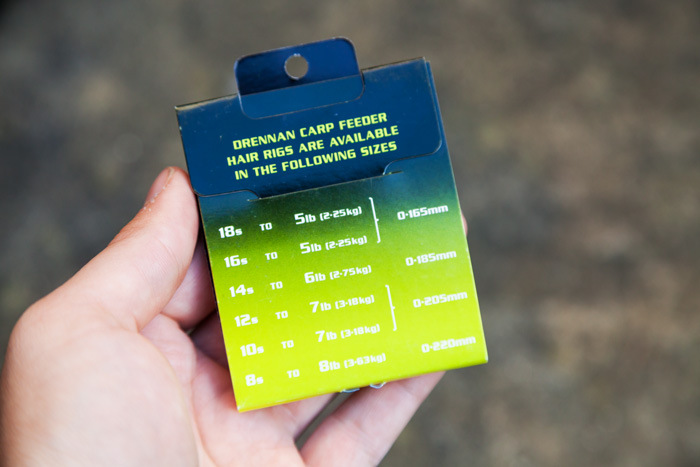 DRENNAN CARP FEEDER
HAIR RIGS ARE AVAILABLE
IN THE FOLLOWING SIZES
18s TO 5lb (2·25kg) 0·165mm
16s TO 5lb (2·25kg)
14s TO 6lb (2·75kg) 0·185mm
12s TO 7lb (3·18kg) 0·205mm
10s TO 7lb (3·18kg)
8s TO 8lb (3·63kg) 0·220mm